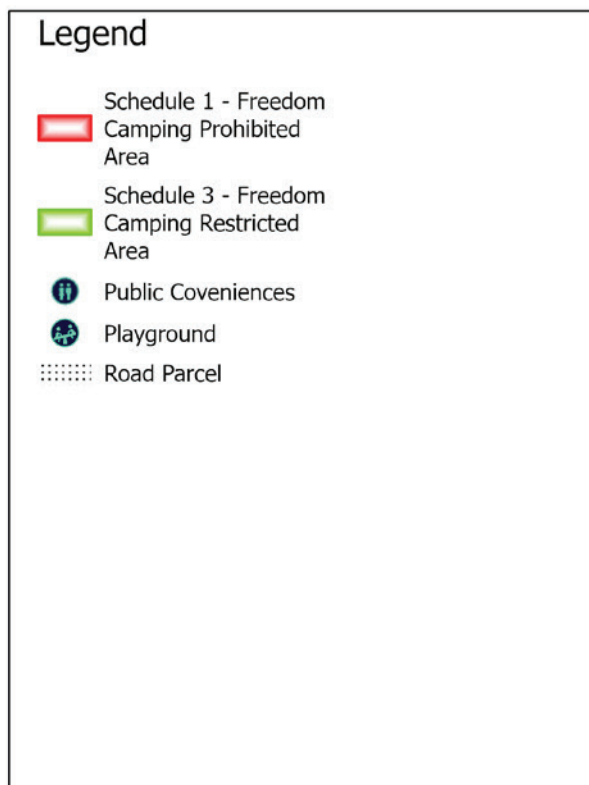 Legend
Schedule 1 - Freedom
Camping Prohibited
Area
Schedule 3 - Freedom
Camping Restricted
Area
Public Coveniences
Playground
Road Parcel